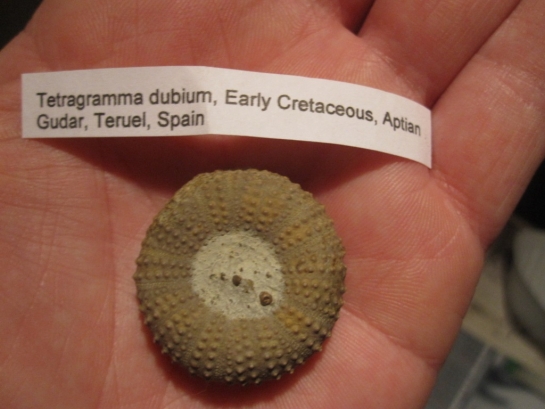 Tetragramma dubium, Early Cretaceous, Aptian
Gudar, Teruel, Spain